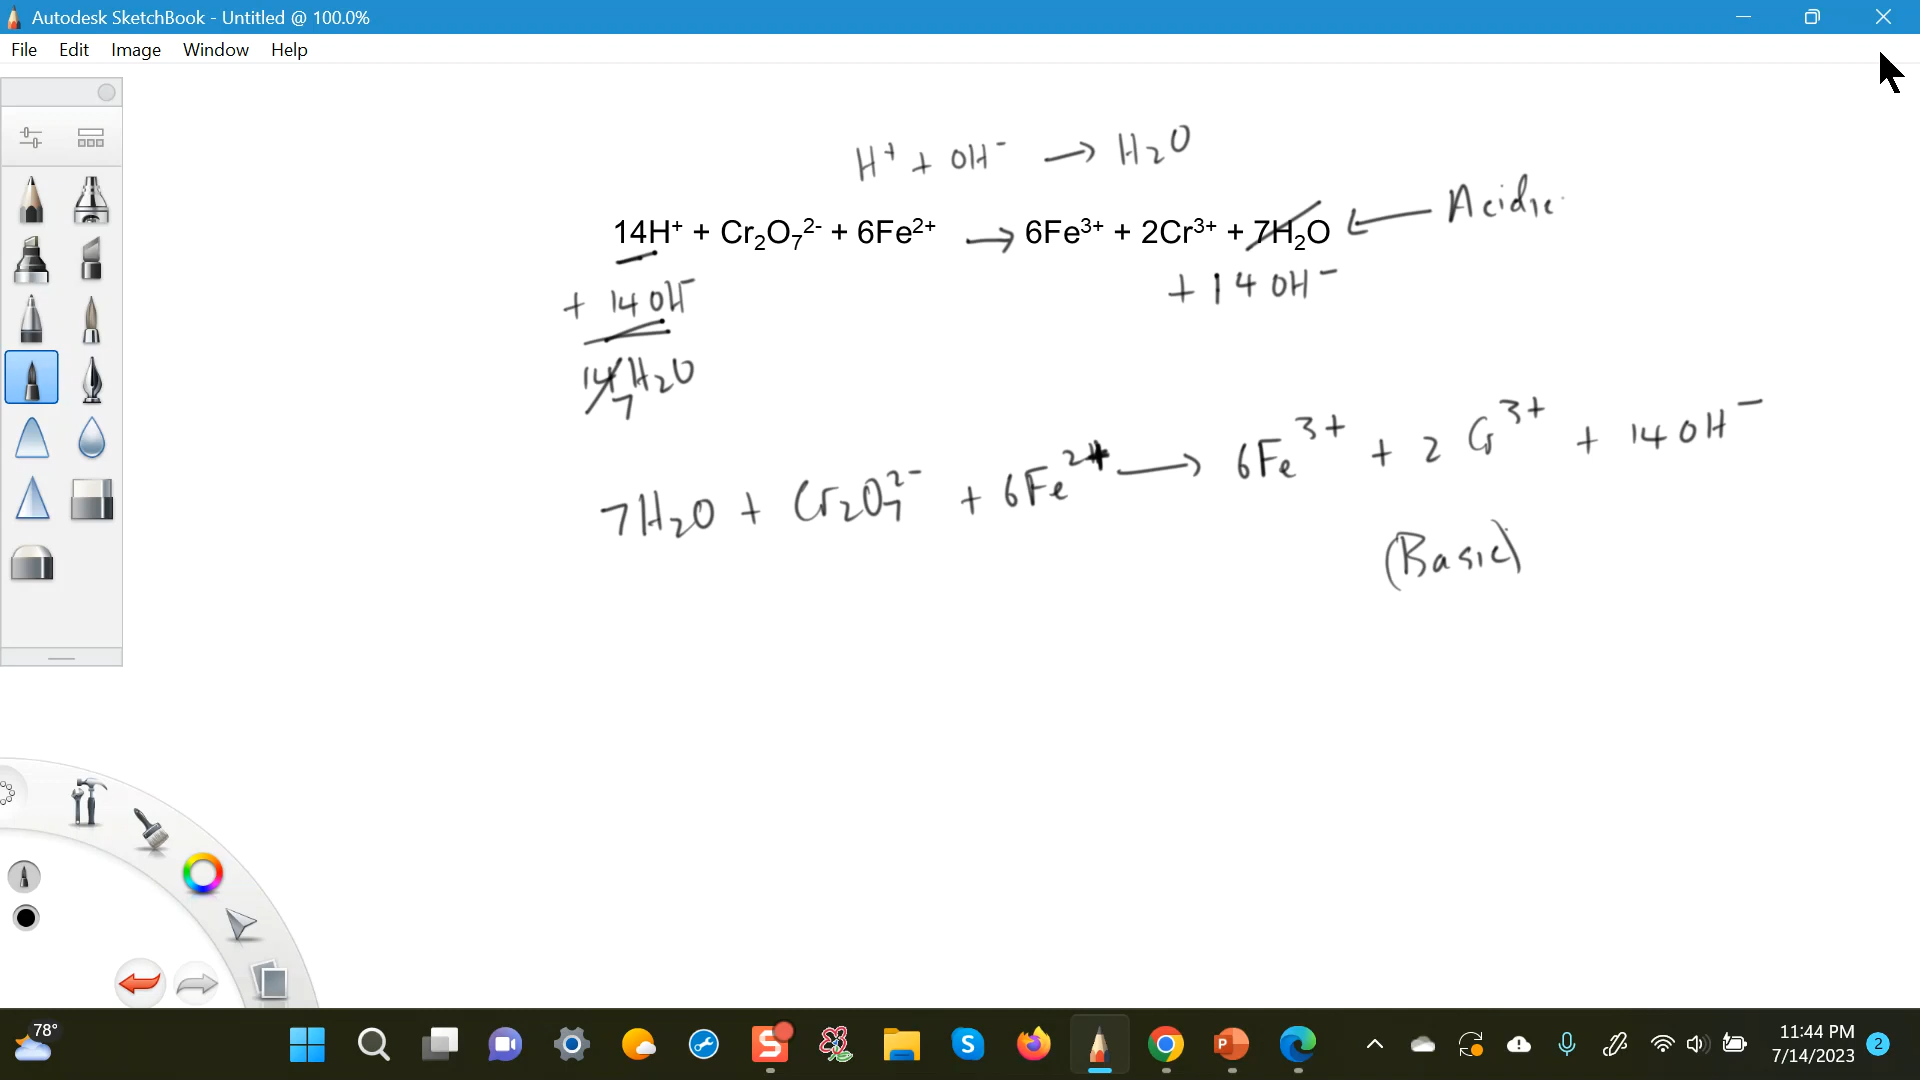 Autodesk SketchBook - Untitled @ 100.0%
File Edit Image Window Help
H⁺ + OH⁻ → H₂O
14H⁺ + Cr₂O₇²⁻ + 6Fe²⁺ → 6Fe³⁺ + 2Cr³⁺ + 7H₂O ← Acidic
+ 14 OH⁻ + 14 OH⁻
14 H₂O
7
7H₂O + Cr₂O₇²⁻ + 6Fe²⁺ → 6Fe³⁺ + 2 Cr³⁺ + 14 OH⁻
(Basic)
78°
S
S
P
11:44 PM
7/14/2023
2